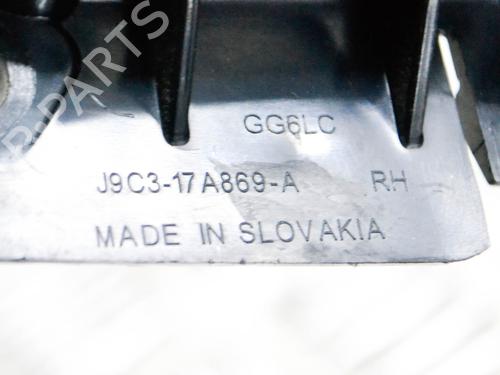 GG6LC
J9C3-17A869-A RH
MADE IN SLOVAKIA
R-PARTS